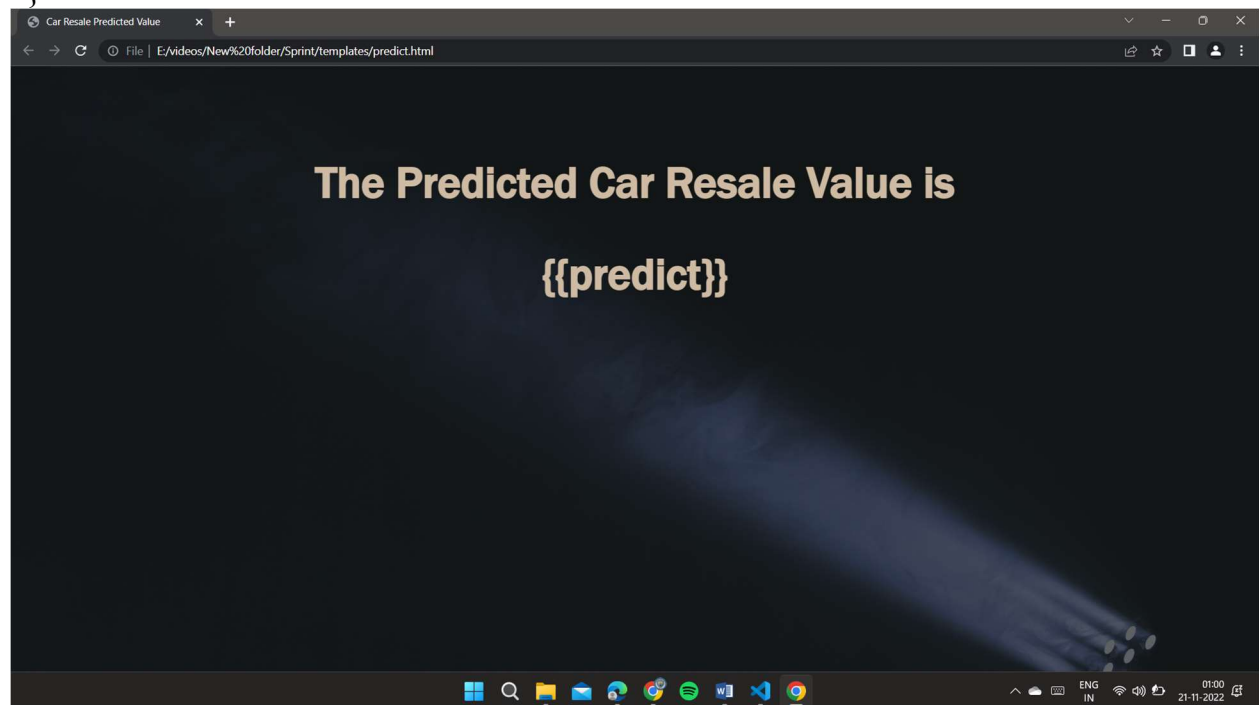 Car Resale Predicted Value
File | E:/videos/New%20folder/Sprint/templates/predict.html
The Predicted Car Resale Value is
{{predict}}
ENG
IN
01:00
21-11-2022